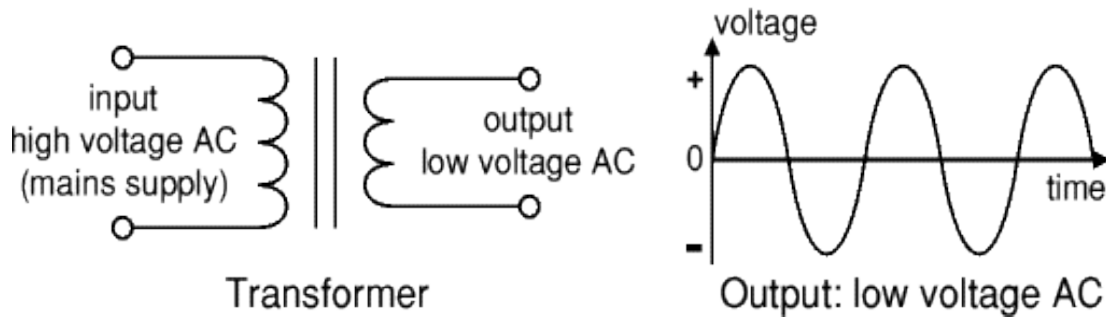 input
high voltage AC
(mains supply)
output
low voltage AC
Transformer
voltage
+
0
-
time
Output: low voltage AC